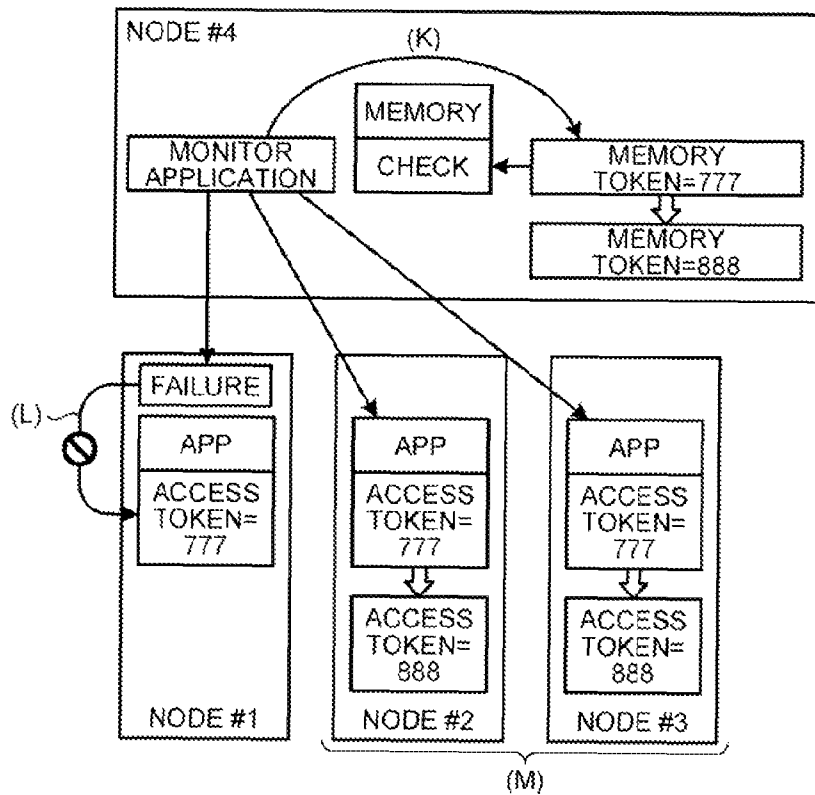 NODE #4
(K)
MEMORY
CHECK
MONITOR
APPLICATION
MEMORY
TOKEN=777
MEMORY
TOKEN=888
FAILURE
(L)
APP
ACCESS
TOKEN=
777
NODE #1
APP
ACCESS
TOKEN=
777
ACCESS
TOKEN=
888
NODE #2
APP
ACCESS
TOKEN=
777
ACCESS
TOKEN=
888
NODE #3
(M)